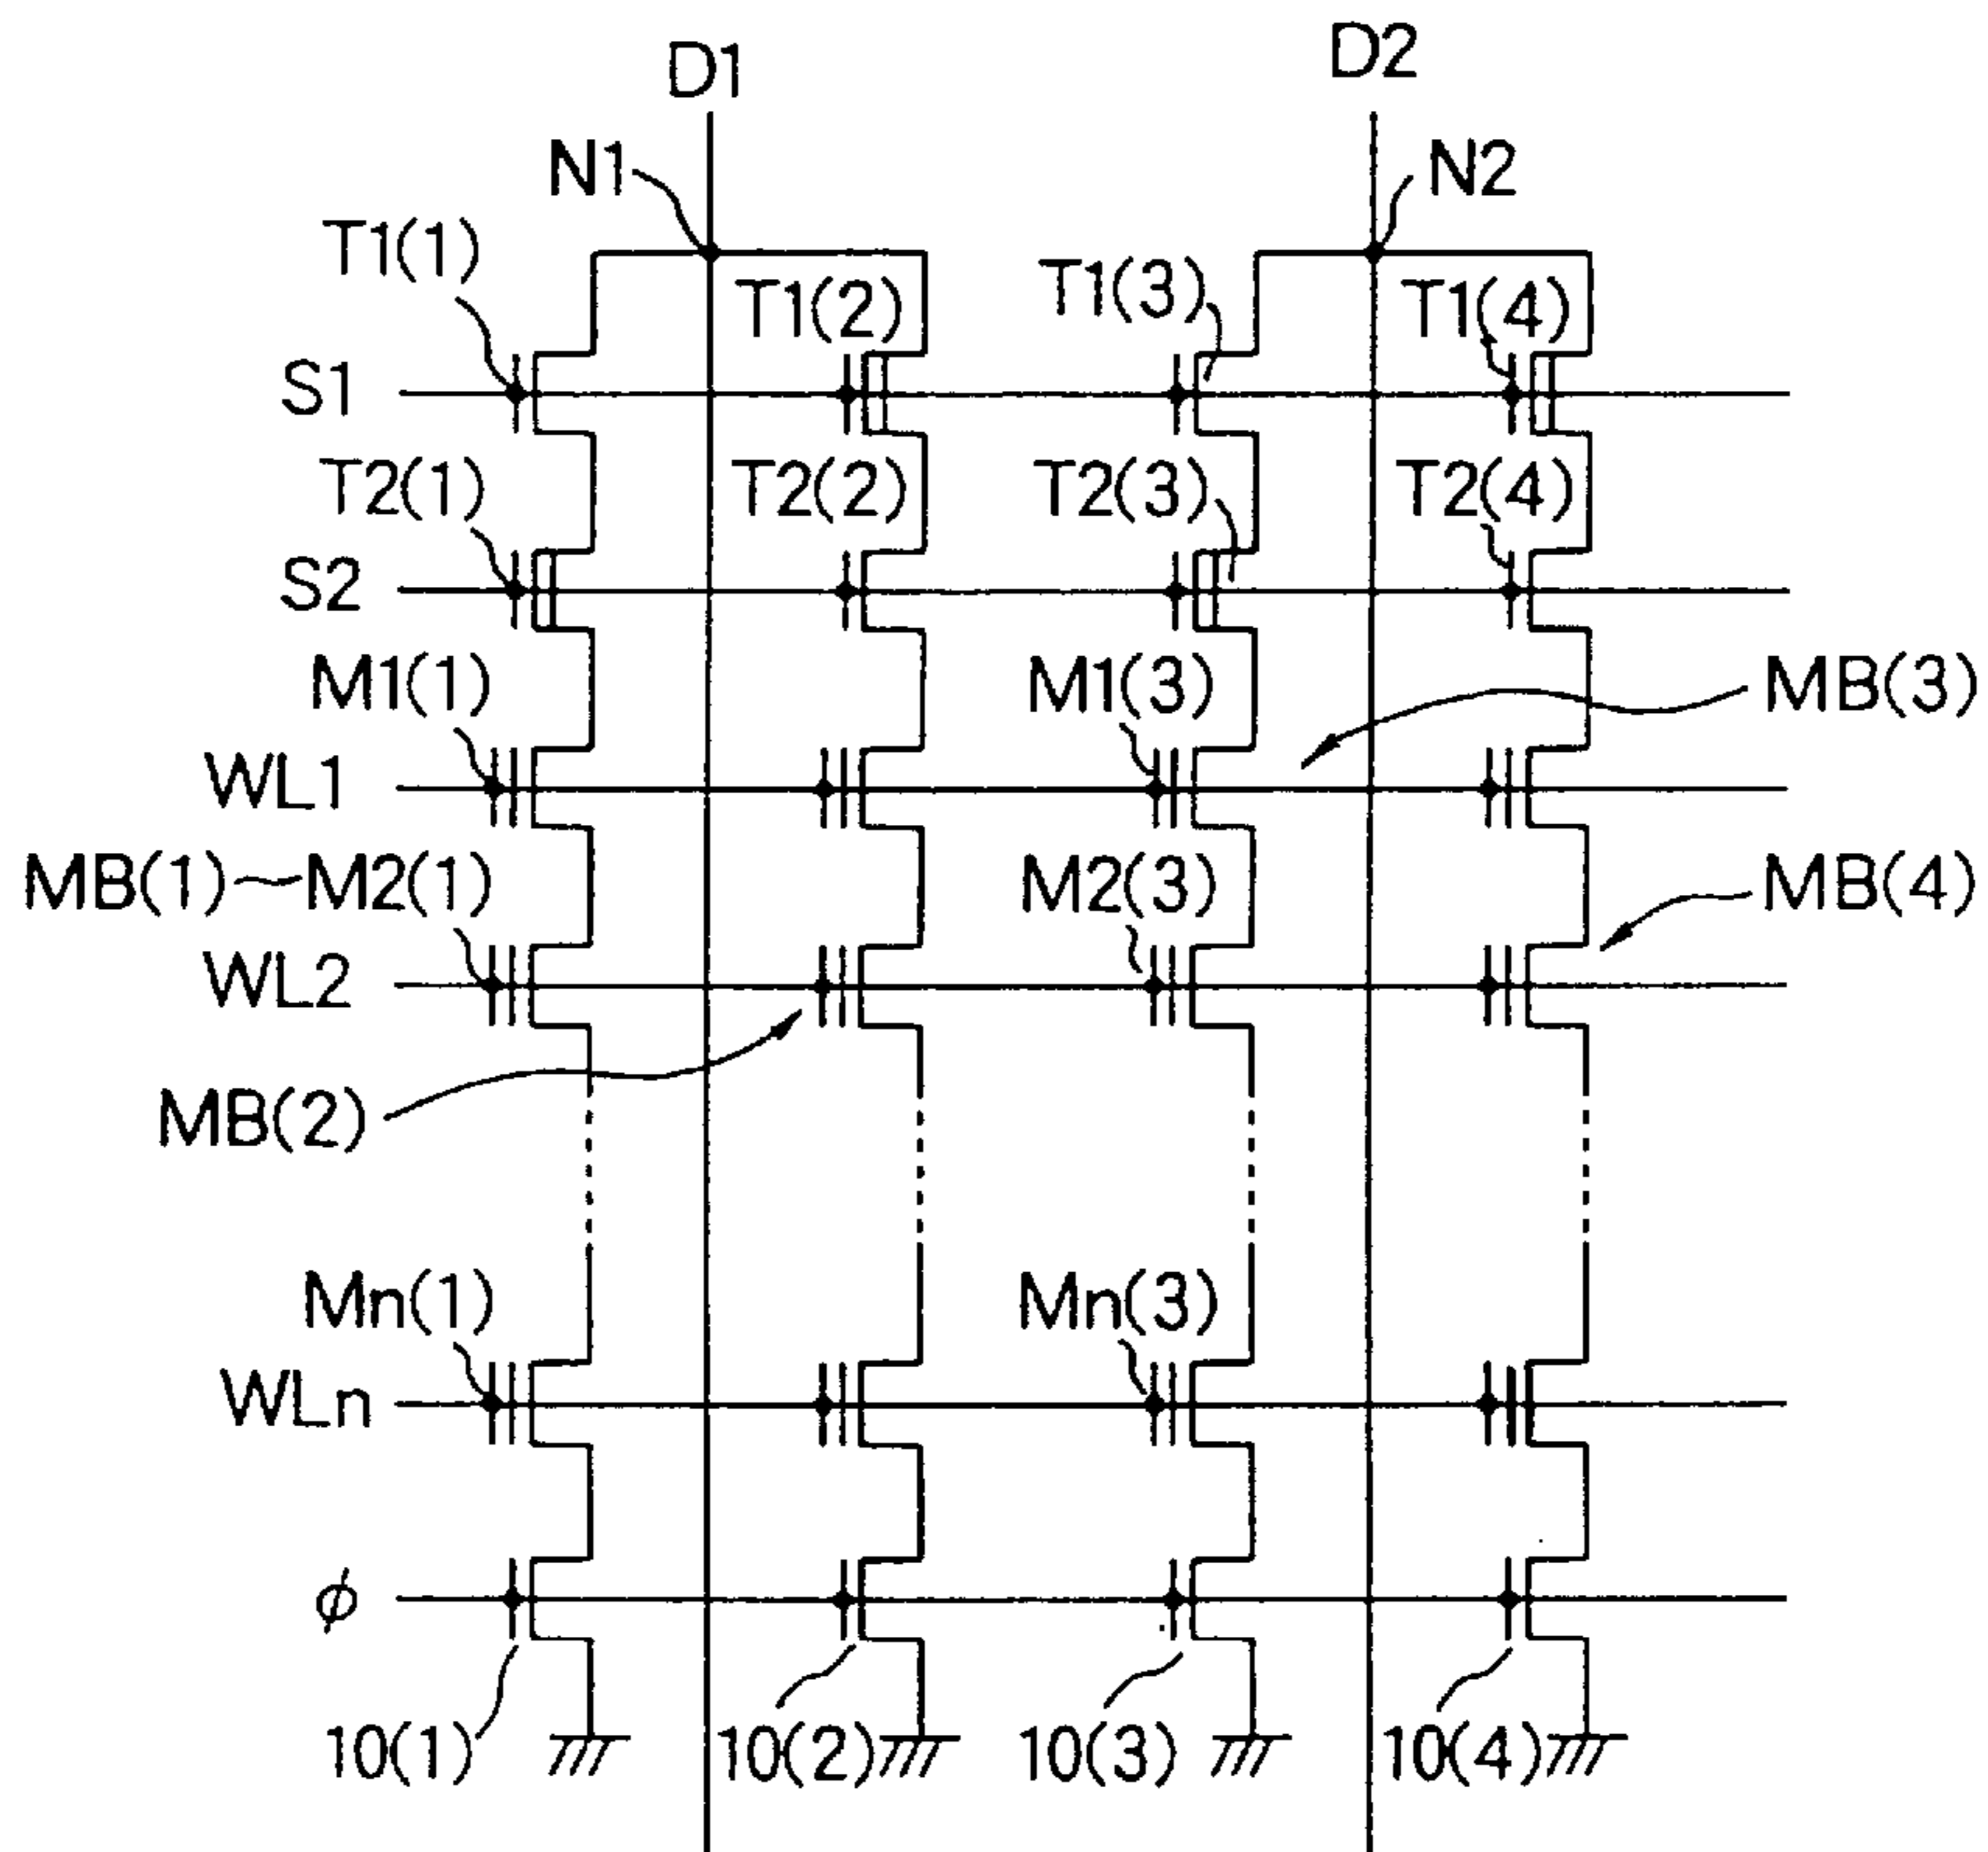 D1
D2
N1
N2
T1(1)
T1(2)
T1(3)
T1(4)
S1
T2(1)
T2(2)
T2(3)
T2(4)
S2
M1(1)
M1(3)
MB(3)
WL1
MB(1)
M2(1)
M2(3)
MB(4)
WL2
MB(2)
Mn(1)
Mn(3)
WLn
ϕ
10(1)
10(2)
10(3)
10(4)